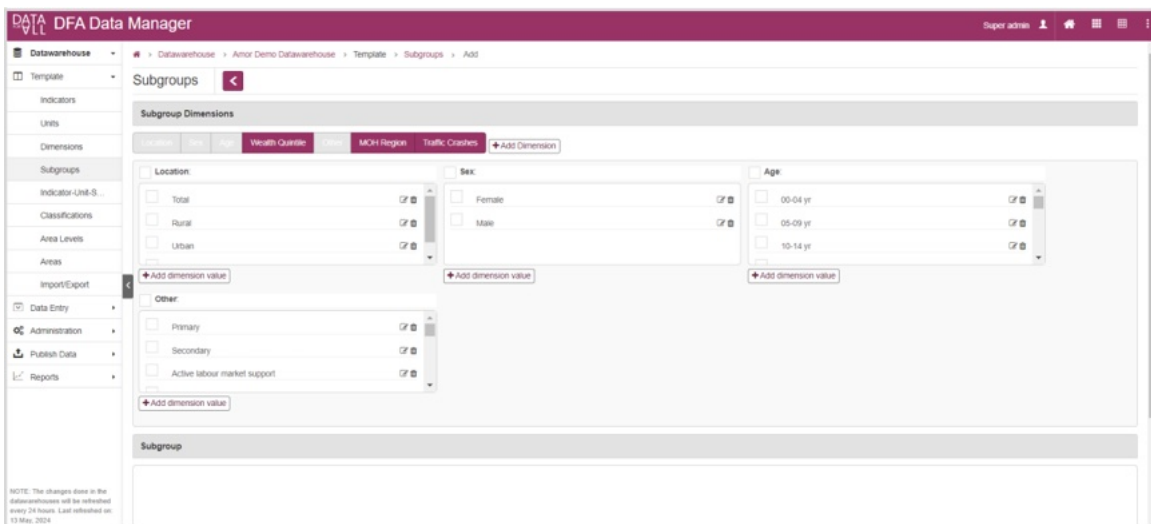 DATA FOR ALL DFA Data Manager
Super admin
Datawarehouse
Template
Indicators
Units
Dimensions
Subgroups
Indicator-Unit-S...
Classifications
Area Levels
Areas
Import/Export
Data Entry
Administration
Publish Data
Reports
NOTE: The changes done in the
datawarehouses will be refreshed
every 24 hours. Last refreshed on:
13 May, 2024
> Datawarehouse > Amor Demo Datawarehouse > Template > Subgroups > Add
Subgroups <
Subgroup Dimensions
Location Sex Age Wealth Quintile Other MOH Region Traffic Crashes +Add Dimension
Location:
Total
Rural
Urban
+Add dimension value
Sex:
Female
Male
+Add dimension value
Age:
00-04 yr
05-09 yr
10-14 yr
+Add dimension value
Other:
Primary
Secondary
Active labour market support
+Add dimension value
Subgroup